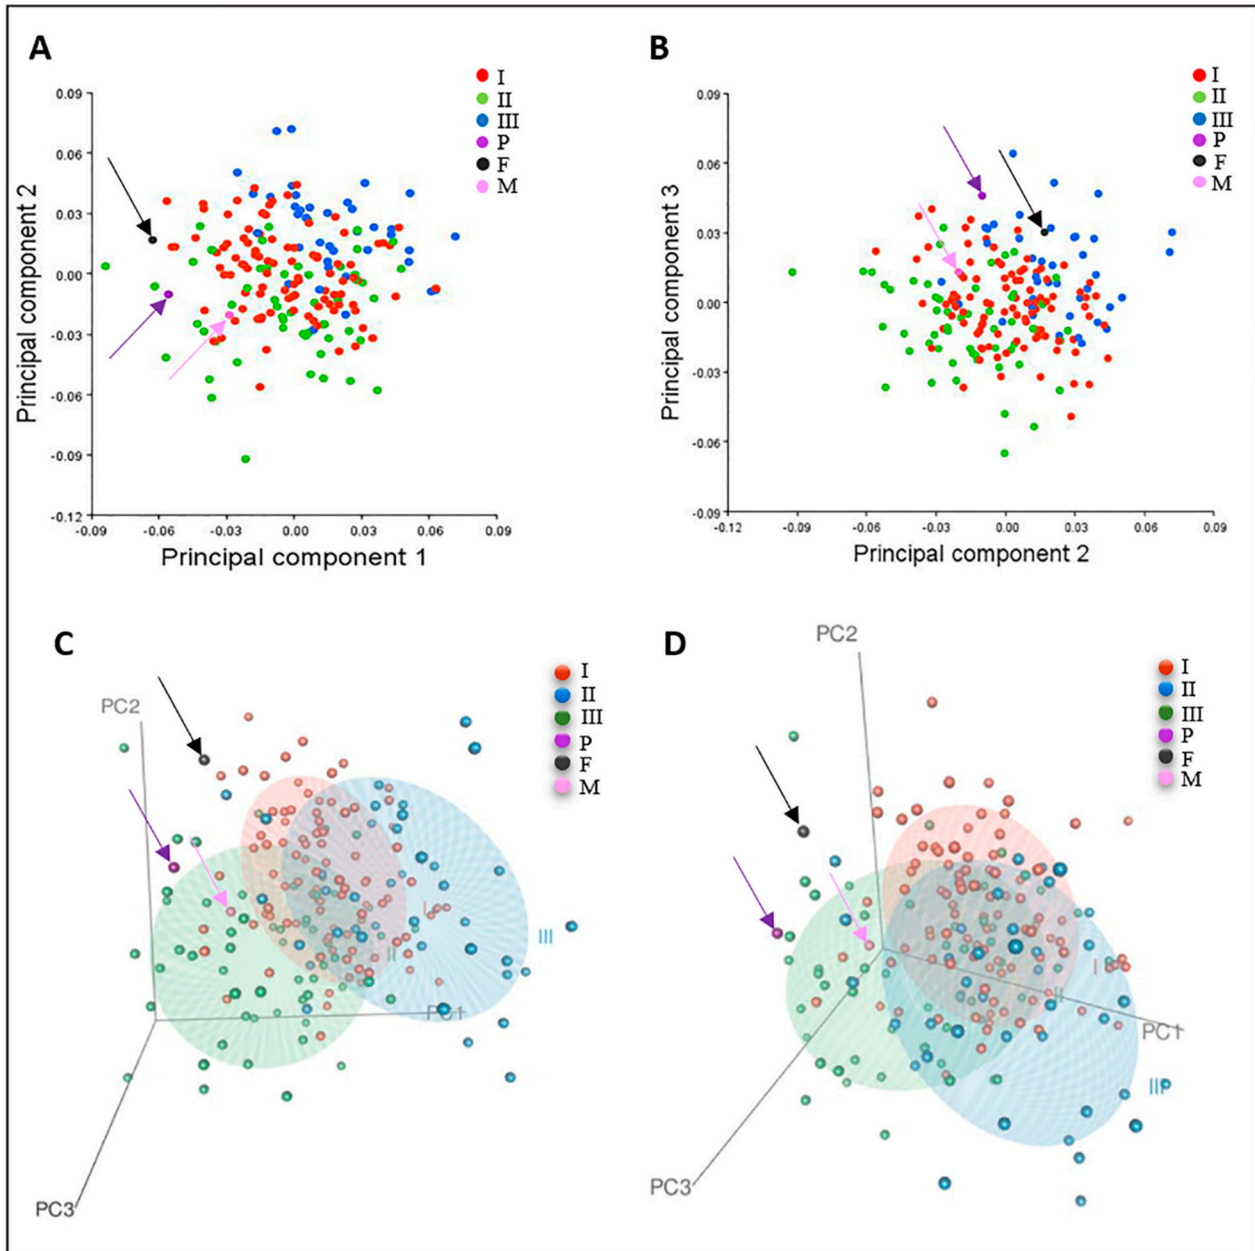 A
I
II
III
P
F
M
0.09
0.06
0.03
0.00
-0.03
-0.06
-0.09
-0.12
-0.09
-0.06
-0.03
0.00
0.03
0.06
0.09
Principal component 2
Principal component 1
B
I
II
III
P
F
M
0.09
0.06
0.03
0.00
-0.03
-0.06
-0.09
-0.12
-0.09
-0.06
-0.03
0.00
0.03
0.06
0.09
Principal component 3
Principal component 2
C
I
II
III
P
F
M
PC2
I
II
III
PC1
PC3
D
I
II
III
P
F
M
PC2
I
II
PC1
III
PC3